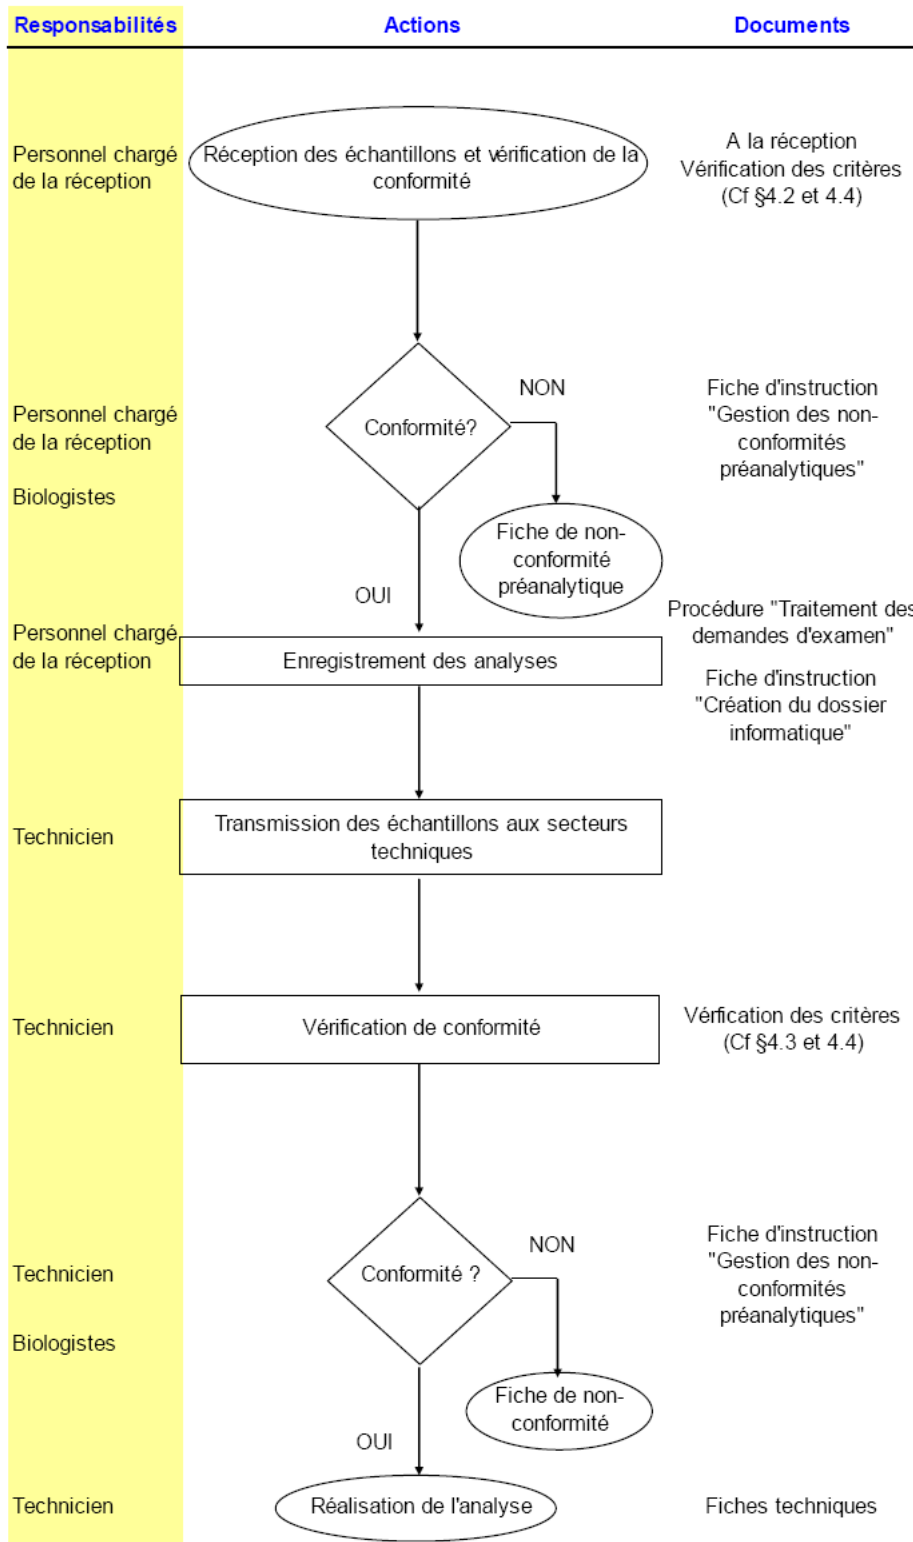 Responsabilités
Actions
Documents
Personnel chargé
de la réception
Réception des échantillons et vérification de la
conformité
A la réception
Vérification des critères
(Cf §4.2 et 4.4)
Personnel chargé
de la réception
Biologistes
Conformité?
NON
Fiche de non-
conformité
préanalytique
OUI
Fiche d'instruction
"Gestion des non-
conformités
préanalytiques"
Personnel chargé
de la réception
Enregistrement des analyses
Procédure "Traitement des
demandes d'examen"
Fiche d'instruction
"Création du dossier
informatique"
Technicien
Transmission des échantillons aux secteurs
techniques
Technicien
Vérification de conformité
Vérfication des critères
(Cf §4.3 et 4.4)
Technicien
Biologistes
Conformité ?
NON
Fiche de non-
conformité
OUI
Fiche d'instruction
"Gestion des non-
conformités
préanalytiques"
Technicien
Réalisation de l'analyse
Fiches techniques